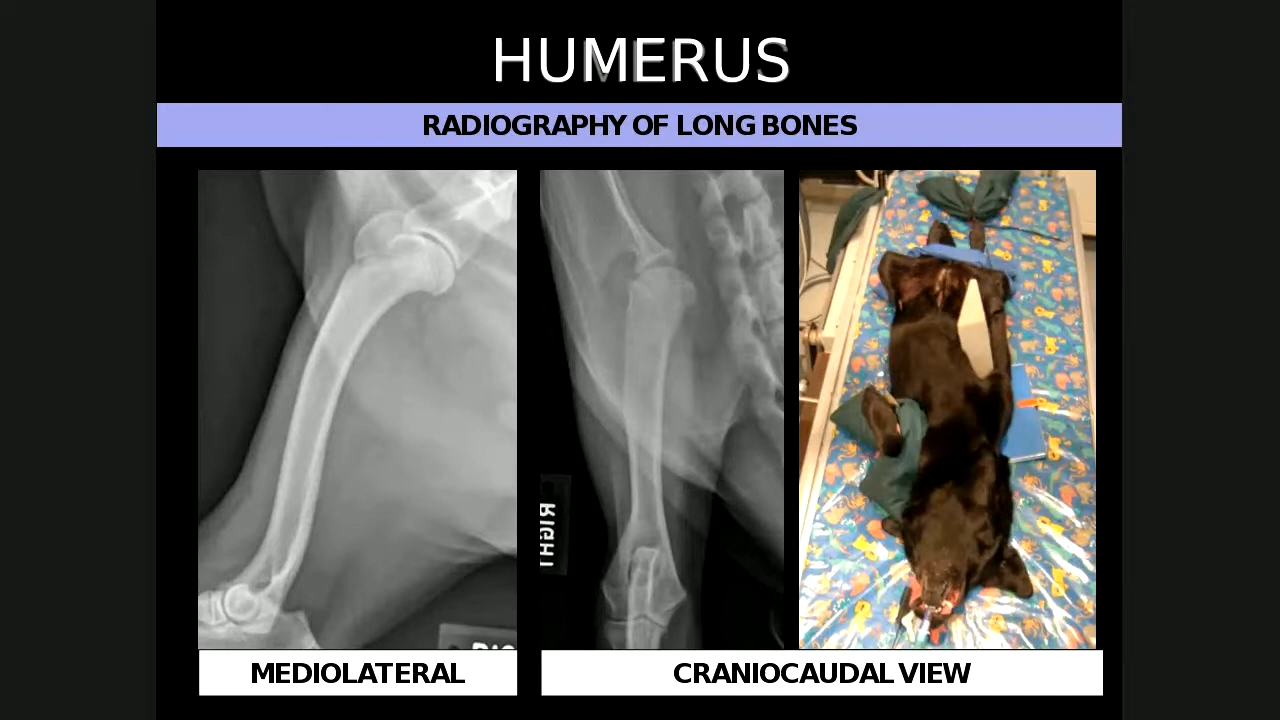 HUMERUS
RADIOGRAPHY OF LONG BONES
RIGHT
MEDIOLATERAL
CRANIOCAUDAL VIEW